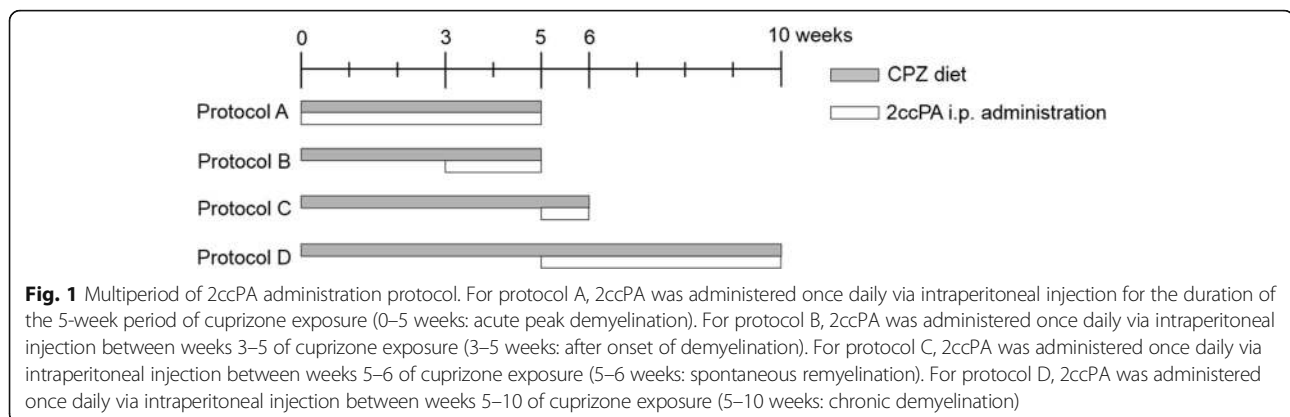 0 3 5 6 10 weeks
CPZ diet
2ccPA i.p. administration
Protocol A
Protocol B
Protocol C
Protocol D
Fig. 1 Multiperiod of 2ccPA administration protocol. For protocol A, 2ccPA was administered once daily via intraperitoneal injection for the duration of
the 5-week period of cuprizone exposure (0–5 weeks: acute peak demyelination). For protocol B, 2ccPA was administered once daily via intraperitoneal
injection between weeks 3–5 of cuprizone exposure (3–5 weeks: after onset of demyelination). For protocol C, 2ccPA was administered once daily via
intraperitoneal injection between weeks 5–6 of cuprizone exposure (5–6 weeks: spontaneous remyelination). For protocol D, 2ccPA was administered
once daily via intraperitoneal injection between weeks 5–10 of cuprizone exposure (5–10 weeks: chronic demyelination)